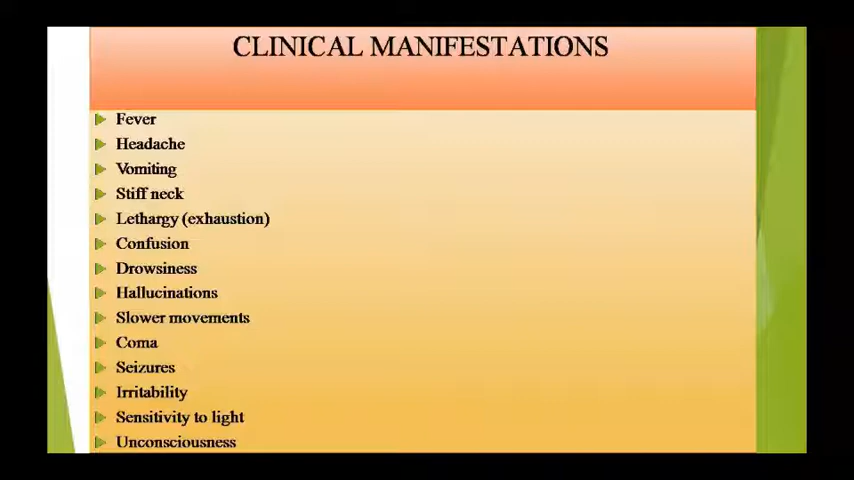 CLINICAL MANIFESTATIONS
Fever
Headache
Vomiting
Stiff neck
Lethargy (exhaustion)
Confusion
Drowsiness
Hallucinations
Slower movements
Coma
Seizures
Irritability
Sensitivity to light
Unconsciousness